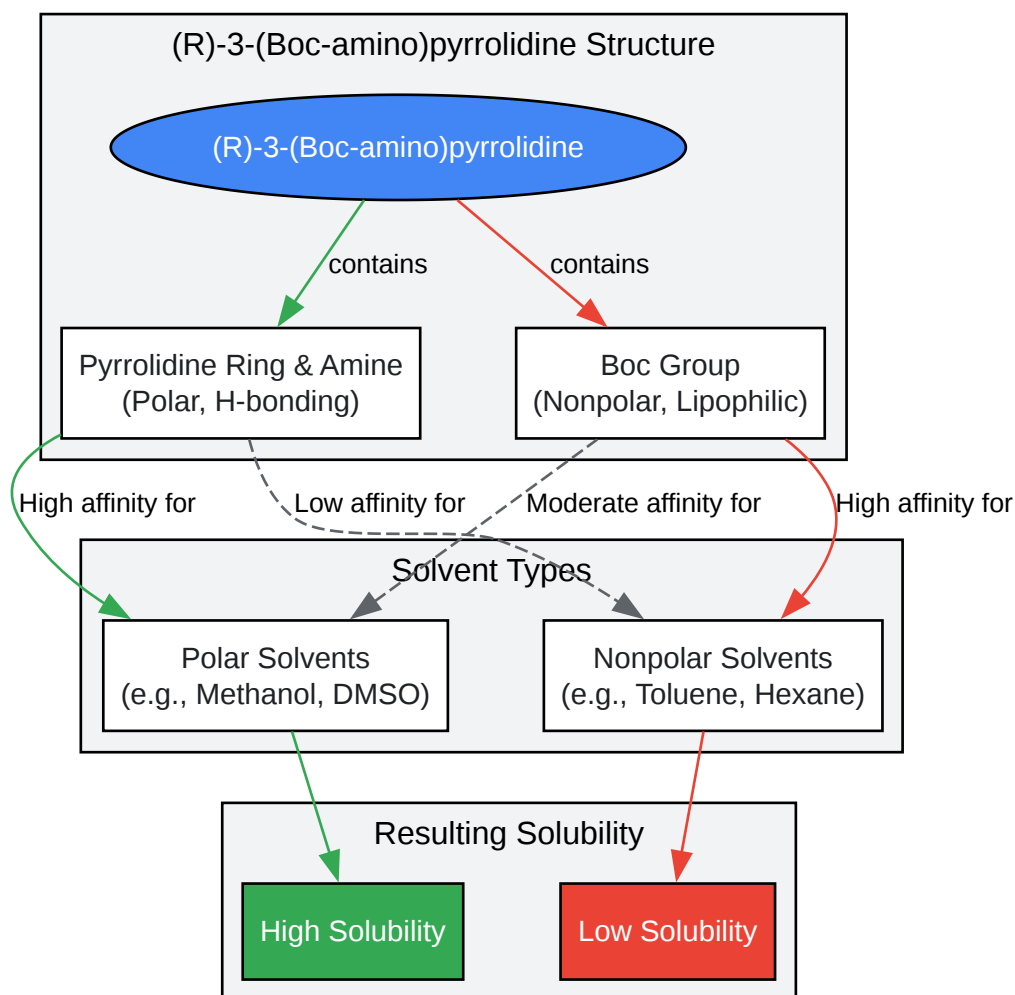 (R)-3-(Boc-amino)pyrrolidine Structure
(R)-3-(Boc-amino)pyrrolidine
contains
contains
Pyrrolidine Ring & Amine
(Polar, H-bonding)
Boc Group
(Nonpolar, Lipophilic)
High affinity for
Low affinity for
Moderate affinity for
High affinity for
Solvent Types
Polar Solvents
(e.g., Methanol, DMSO)
Nonpolar Solvents
(e.g., Toluene, Hexane)
Resulting Solubility
High Solubility
Low Solubility